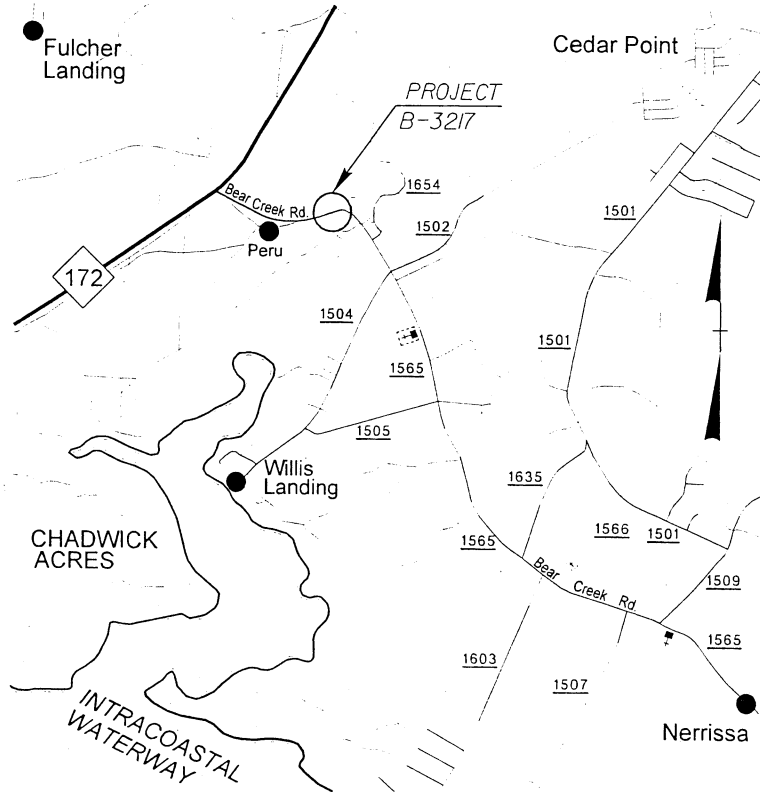 Fulcher
Landing
Cedar Point
PROJECT
B-3217
1654
Bear Creek Rd.
1502
1501
Peru
172
1504
1501
1565
1505
Willis
Landing
1635
CHADWICK
ACRES
1565
1566
1501
Bear Creek Rd.
1509
1565
1603
1507
INTRACOASTAL
WATERWAY
Nerrissa